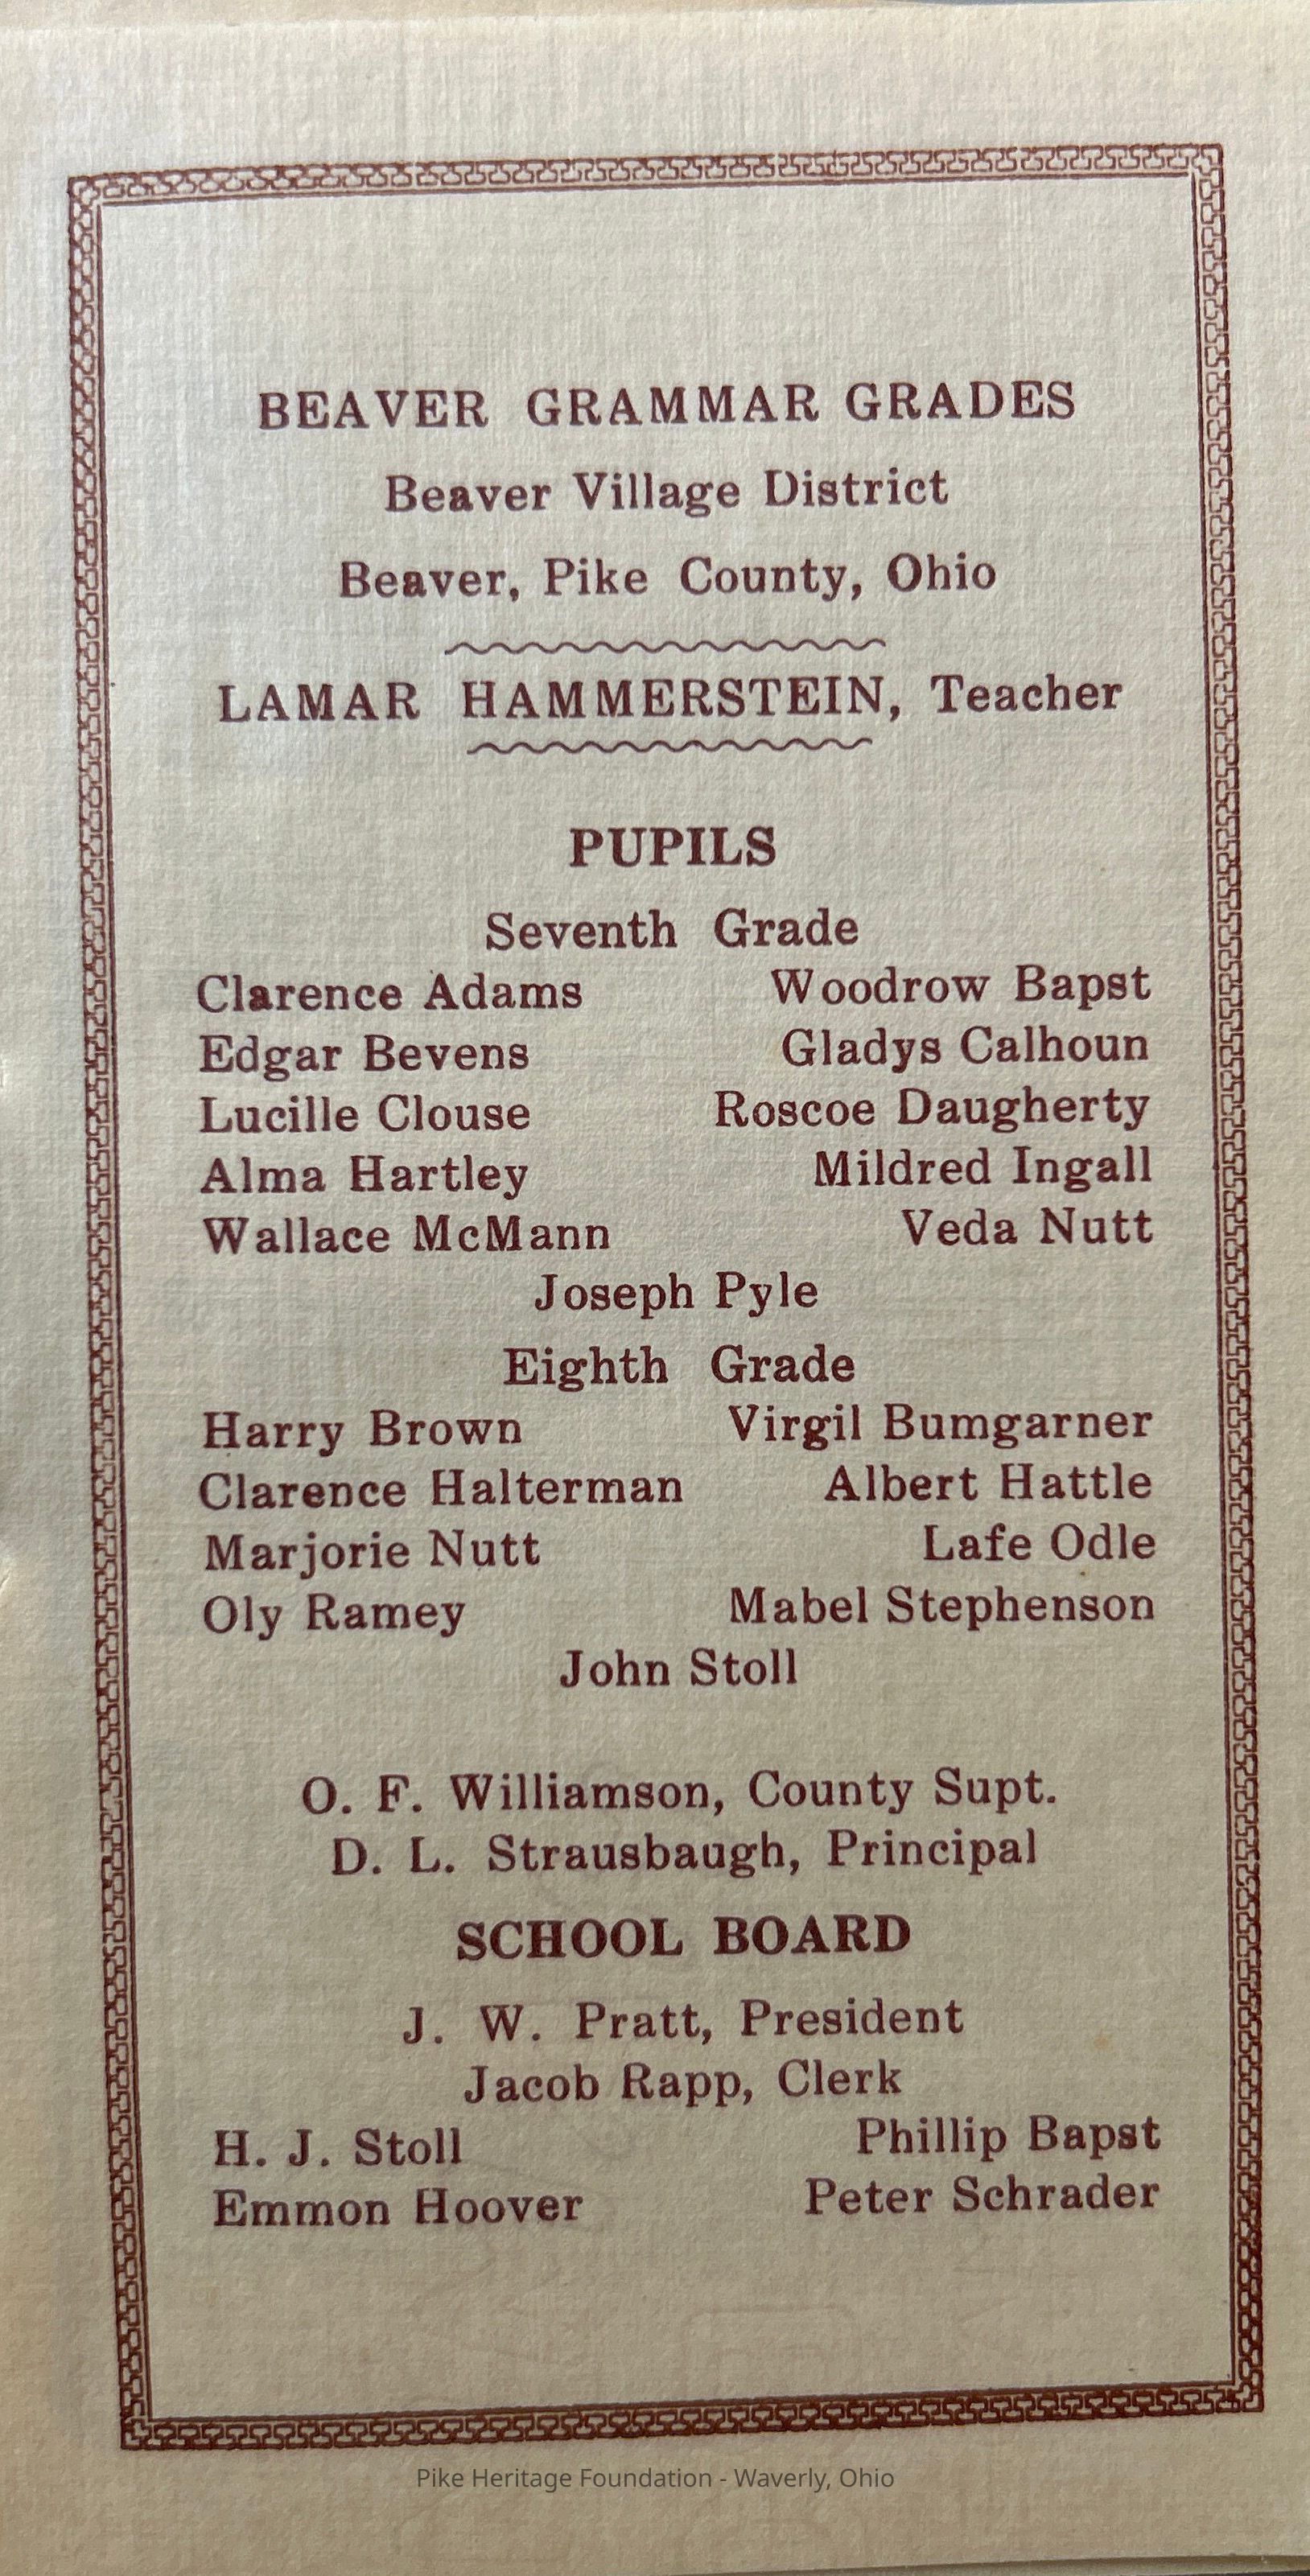 BEAVER GRAMMAR GRADES
Beaver Village District
Beaver, Pike County, Ohio
LAMAR HAMMERSTEIN, Teacher
PUPILS
Seventh Grade
Clarence Adams Woodrow Bapst
Edgar Bevens Gladys Calhoun
Lucille Clouse Roscoe Daugherty
Alma Hartley Mildred Ingall
Wallace McMann Veda Nutt
Joseph Pyle
Eighth Grade
Harry Brown Virgil Bumgarner
Clarence Halterman Albert Hattle
Marjorie Nutt Lafe Odle
Oly Ramey Mabel Stephenson
John Stoll
O. F. Williamson, County Supt.
D. L. Strausbaugh, Principal
SCHOOL BOARD
J. W. Pratt, President
Jacob Rapp, Clerk
H. J. Stoll Phillip Bapst
Emmon Hoover Peter Schrader
Pike Heritage Foundation - Waverly, Ohio